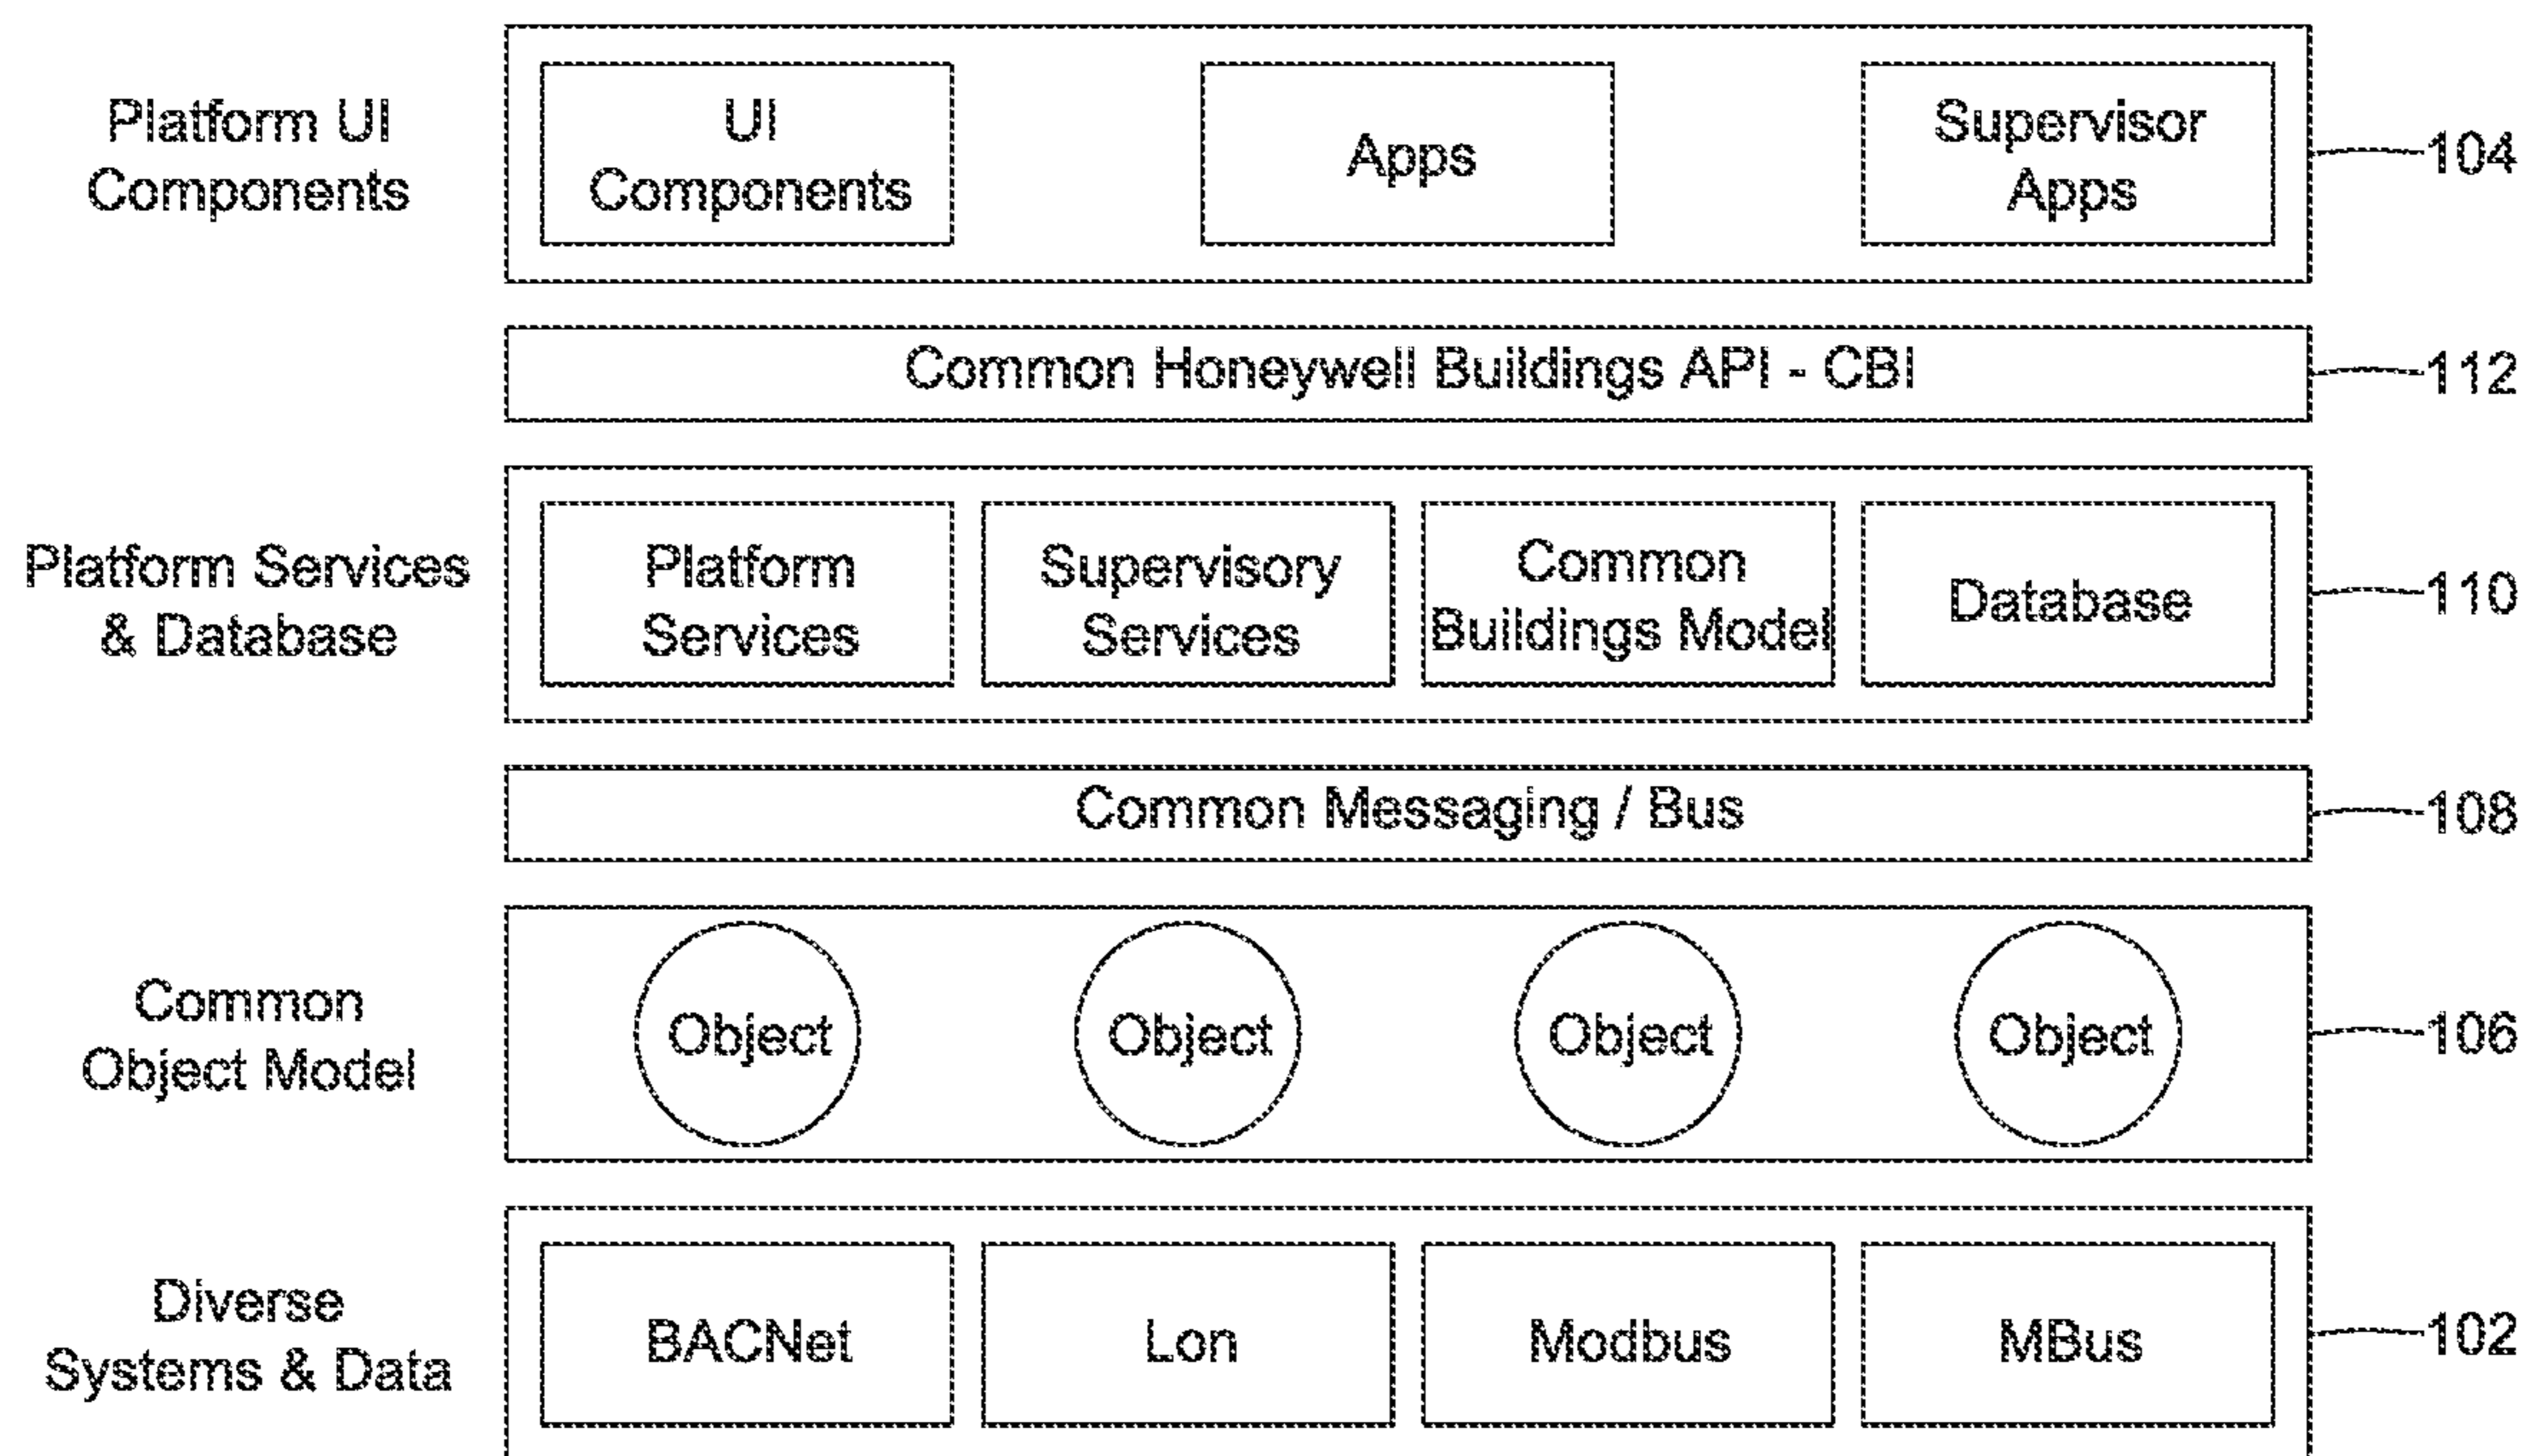 Platform UI
Components
UI
Components
Apps
Supervisor
Apps
104
Common Honeywell Buildings API - CBI
112
Platform Services
& Database
Platform
Services
Supervisory
Services
Common
Buildings Model
Database
110
Common Messaging / Bus
108
Common
Object Model
Object
Object
Object
Object
106
Diverse
Systems & Data
BACNet
Lon
Modbus
MBus
102